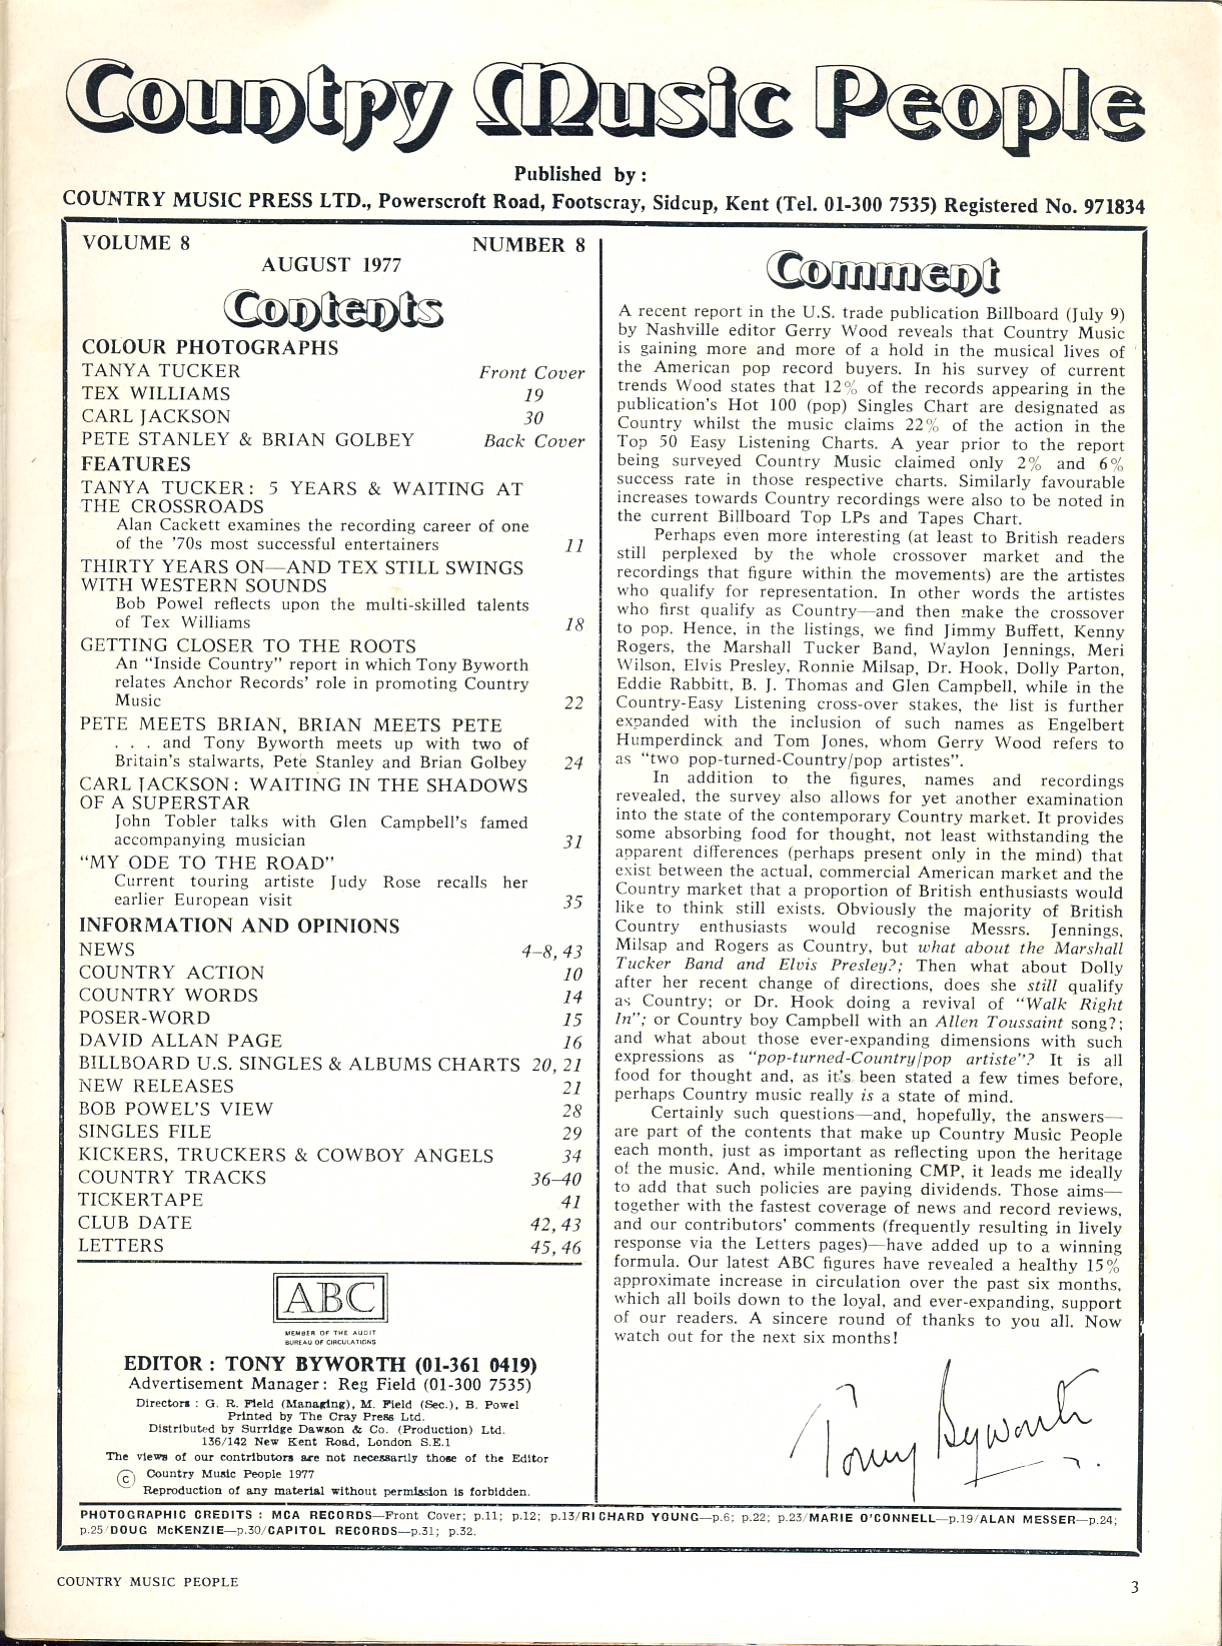 Country Music People
Published by :
COUNTRY MUSIC PRESS LTD., Powerscroft Road, Footscray, Sidcup, Kent (Tel. 01-300 7535) Registered No. 971834
VOLUME 8 NUMBER 8
AUGUST 1977
Contents
COLOUR PHOTOGRAPHS
TANYA TUCKER Front Cover
TEX WILLIAMS 19
CARL JACKSON 30
PETE STANLEY & BRIAN GOLBEY Back Cover
FEATURES
TANYA TUCKER: 5 YEARS & WAITING AT
THE CROSSROADS
Alan Cackett examines the recording career of one
of the '70s most successful entertainers 11
THIRTY YEARS ON—AND TEX STILL SWINGS
WITH WESTERN SOUNDS
Bob Powel reflects upon the multi-skilled talents
of Tex Williams 18
GETTING CLOSER TO THE ROOTS
An "Inside Country" report in which Tony Byworth
relates Anchor Records' role in promoting Country
Music 22
PETE MEETS BRIAN, BRIAN MEETS PETE
. . . and Tony Byworth meets up with two of
Britain's stalwarts, Pete Stanley and Brian Golbey 24
CARL JACKSON: WAITING IN THE SHADOWS
OF A SUPERSTAR
John Tobler talks with Glen Campbell's famed
accompanying musician 31
"MY ODE TO THE ROAD"
Current touring artiste Judy Rose recalls her
earlier European visit 35
INFORMATION AND OPINIONS
NEWS 4–8, 43
COUNTRY ACTION 10
COUNTRY WORDS 14
POSER-WORD 15
DAVID ALLAN PAGE 16
BILLBOARD U.S. SINGLES & ALBUMS CHARTS 20, 21
NEW RELEASES 21
BOB POWEL'S VIEW 28
SINGLES FILE 29
KICKERS, TRUCKERS & COWBOY ANGELS 34
COUNTRY TRACKS 36–40
TICKERTAPE 41
CLUB DATE 42, 43
LETTERS 45, 46
ABC
MEMBER OF THE AUDIT
BUREAU OF CIRCULATIONS
EDITOR : TONY BYWORTH (01-361 0419)
Advertisement Manager: Reg Field (01-300 7535)
Directors : G. R. Field (Managing), M. Field (Sec.), B. Powel
Printed by The Cray Press Ltd.
Distributed by Surridge Dawson & Co. (Production) Ltd.
136/142 New Kent Road, London S.E.1
The views of our contributors are not necessarily those of the Editor
© Country Music People 1977
Reproduction of any material without permission is forbidden.
Comment
A recent report in the U.S. trade publication Billboard (July 9)
by Nashville editor Gerry Wood reveals that Country Music
is gaining more and more of a hold in the musical lives of
the American pop record buyers. In his survey of current
trends Wood states that 12% of the records appearing in the
publication's Hot 100 (pop) Singles Chart are designated as
Country whilst the music claims 22% of the action in the
Top 50 Easy Listening Charts. A year prior to the report
being surveyed Country Music claimed only 2% and 6%
success rate in those respective charts. Similarly favourable
increases towards Country recordings were also to be noted in
the current Billboard Top LPs and Tapes Chart.
Perhaps even more interesting (at least to British readers
still perplexed by the whole crossover market and the
recordings that figure within the movements) are the artistes
who qualify for representation. In other words the artistes
who first qualify as Country—and then make the crossover
to pop. Hence, in the listings, we find Jimmy Buffett, Kenny
Rogers, the Marshall Tucker Band, Waylon Jennings, Meri
Wilson, Elvis Presley, Ronnie Milsap, Dr. Hook, Dolly Parton,
Eddie Rabbitt, B. J. Thomas and Glen Campbell, while in the
Country-Easy Listening cross-over stakes, the list is further
expanded with the inclusion of such names as Engelbert
Humperdinck and Tom Jones, whom Gerry Wood refers to
as "two pop-turned-Country/pop artistes".
In addition to the figures, names and recordings
revealed, the survey also allows for yet another examination
into the state of the contemporary Country market. It provides
some absorbing food for thought, not least withstanding the
apparent differences (perhaps present only in the mind) that
exist between the actual, commercial American market and the
Country market that a proportion of British enthusiasts would
like to think still exists. Obviously the majority of British
Country enthusiasts would recognise Messrs. Jennings,
Milsap and Rogers as Country, but what about the Marshall
Tucker Band and Elvis Presley?; Then what about Dolly
after her recent change of directions, does she still qualify
as Country; or Dr. Hook doing a revival of "Walk Right
In"; or Country boy Campbell with an Allen Toussaint song?;
and what about those ever-expanding dimensions with such
expressions as "pop-turned-Country/pop artiste"? It is all
food for thought and, as it's been stated a few times before,
perhaps Country music really is a state of mind.
Certainly such questions—and, hopefully, the answers—
are part of the contents that make up Country Music People
each month, just as important as reflecting upon the heritage
of the music. And, while mentioning CMP, it leads me ideally
to add that such policies are paying dividends. Those aims—
together with the fastest coverage of news and record reviews,
and our contributors' comments (frequently resulting in lively
response via the Letters pages)—have added up to a winning
formula. Our latest ABC figures have revealed a healthy 15%
approximate increase in circulation over the past six months,
which all boils down to the loyal, and ever-expanding, support
of our readers. A sincere round of thanks to you all. Now
watch out for the next six months!
Tony Byworth
PHOTOGRAPHIC CREDITS : MCA RECORDS—Front Cover; p.11; p.12; p.13/RICHARD YOUNG—p.6; p.22; p.23/MARIE O'CONNELL—p.19/ALAN MESSER—p.24;
p.25/DOUG McKENZIE—p.30/CAPITOL RECORDS—p.31; p.32.
COUNTRY MUSIC PEOPLE 3